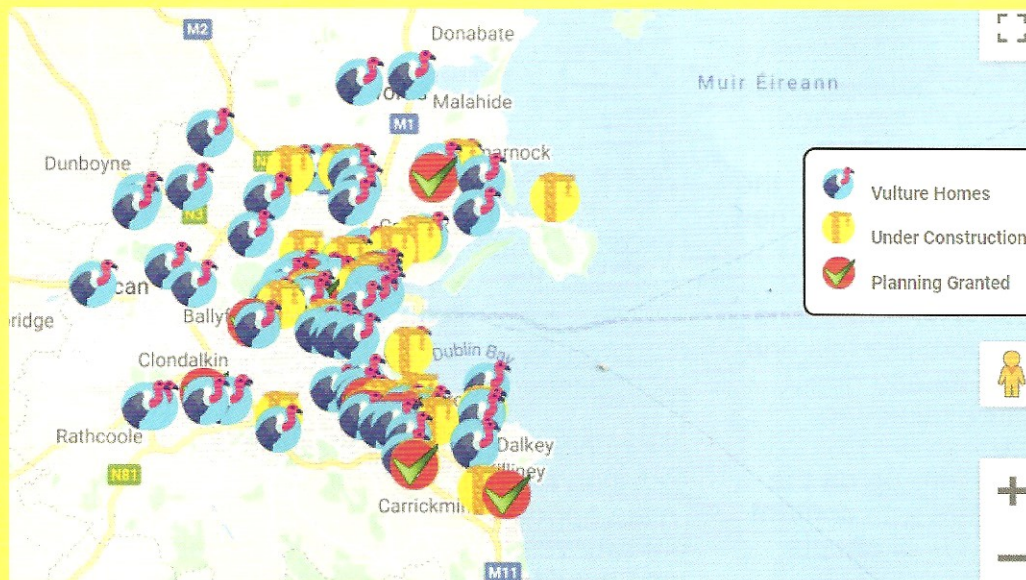 M2
Donabate
Malahide
M1
Muir Éireann
Dunboyne
N3
Vulture Homes
Under Construction
Planning Granted
Clondalkin
Dublin Bay
Rathcoole
Dalkey
N81
M11